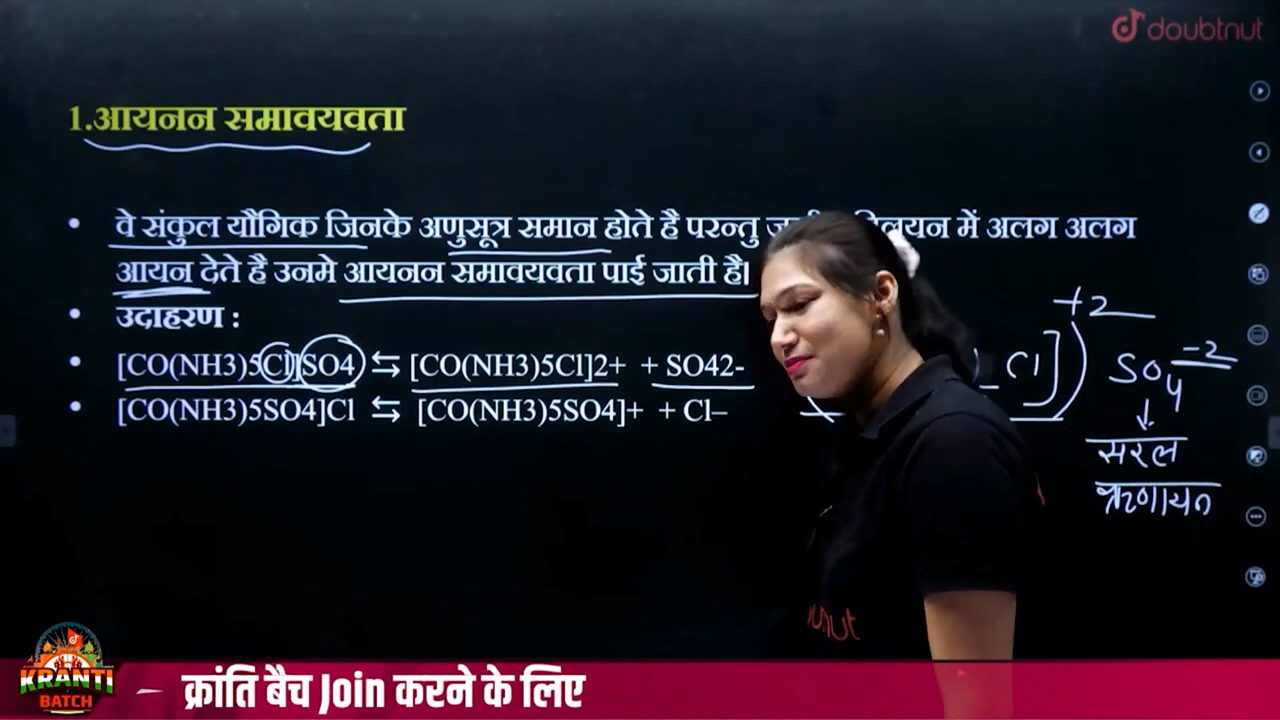 doubtnut
1.आयनन समावयवता
• वे संकुल यौगिक जिनके अणुसूत्र समान होते है परन्तु में अलग अलग
आयन देते है उनमे आयनन समावयवता पाई जाती है।
• उदाहरण :
• [CO(NH3)5Cl]SO4 ⇆ [CO(NH3)5Cl]2+ + SO42-
• [CO(NH3)5SO4]Cl ⇆ [CO(NH3)5SO4]+ + Cl–
+2
Cl])
SO4 -2
सरल
ऋणायन
KRANTI
BATCH
– क्रांति बैच Join करने के लिए